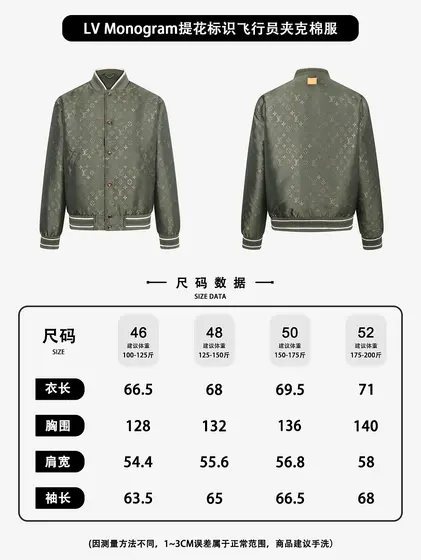 LV Monogram提花标识飞行员夹克棉服
尺码数据
SIZE DATA
尺码 46 48 50 52
SIZE 建议体重 建议体重 建议体重 建议体重
100-125斤 125-150斤 150-175斤 175-200斤
衣长 66.5 68 69.5 71
胸围 128 132 136 140
肩宽 54.4 55.6 56.8 58
袖长 63.5 65 66.5 68
(因测量方法不同，1~3CM误差属于正常范围，商品建议手洗)